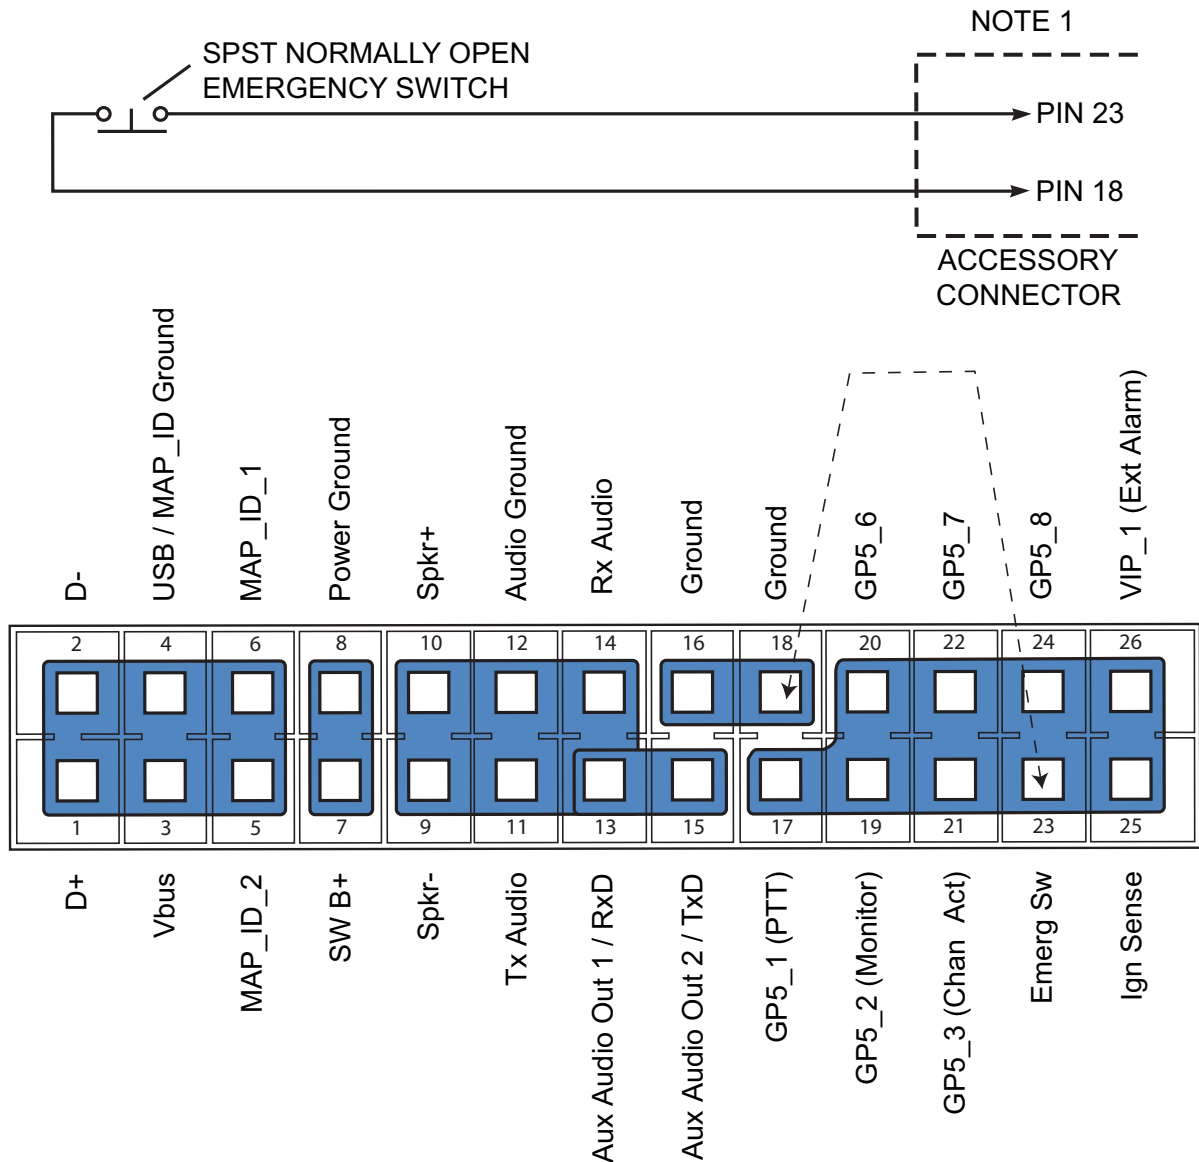 NOTE 1
SPST NORMALLY OPEN
EMERGENCY SWITCH
PIN 23
PIN 18
ACCESSORY
CONNECTOR
D-
USB / MAP_ID Ground
MAP_ID_1
Power Ground
Spkr+
Audio Ground
Rx Audio
Ground
Ground
GP5_6
GP5_7
GP5_8
VIP_1 (Ext Alarm)
2 4 6 8 10 12 14 16 18 20 22 24 26
1 3 5 7 9 11 13 15 17 19 21 23 25
D+
Vbus
MAP_ID_2
SW B+
Spkr-
Tx Audio
Aux Audio Out 1 / RxD
Aux Audio Out 2 / TxD
GP5_1 (PTT)
GP5_2 (Monitor)
GP5_3 (Chan Act)
Emerg Sw
Ign Sense